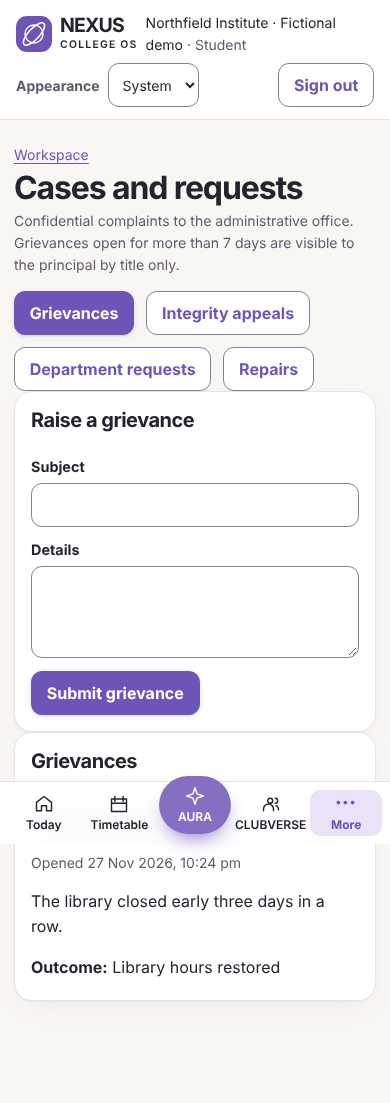 NEXUS
COLLEGE OS
Northfield Institute · Fictional
demo · Student
Appearance
System
Sign out
Workspace
Cases and requests
Confidential complaints to the administrative office.
Grievances open for more than 7 days are visible to
the principal by title only.
Grievances
Integrity appeals
Department requests
Repairs
Raise a grievance
Subject
Details
Submit grievance
Grievances
Today
Timetable
AURA
CLUBVERSE
More
Opened 27 Nov 2026, 10:24 pm
The library closed early three days in a
row.
Outcome: Library hours restored